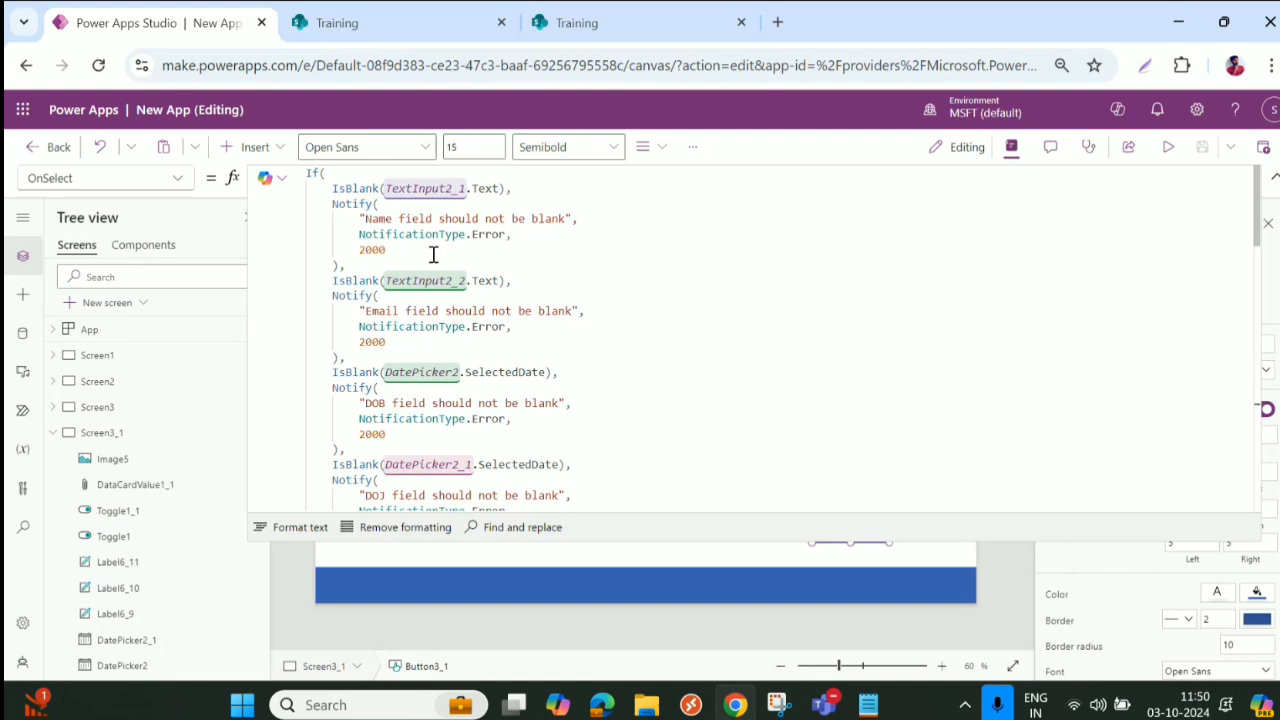 Power Apps Studio | New App
Training
Training
make.powerapps.com/e/Default-08f9d383-ce23-47c3-baaf-69256795558c/canvas/?action=edit&app-id=%2Fproviders%2FMicrosoft.Power...
Power Apps | New App (Editing)
Environment
MSFT (default)
Back
Insert
Open Sans
15
Semibold
...
Editing
OnSelect
= fx
If(
IsBlank(TextInput2_1.Text),
Notify(
"Name field should not be blank",
NotificationType.Error,
2000
),
IsBlank(TextInput2_2.Text),
Notify(
"Email field should not be blank",
NotificationType.Error,
2000
),
IsBlank(DatePicker2.SelectedDate),
Notify(
"DOB field should not be blank",
NotificationType.Error,
2000
),
IsBlank(DatePicker2_1.SelectedDate),
Notify(
"DOJ field should not be blank",
NotificationType.Error,
Format text
Remove formatting
Find and replace
Tree view
Screens
Components
Search
New screen
App
Screen1
Screen2
Screen3
Screen3_1
Image5
DataCardValue1_1
Toggle1_1
Toggle1
Label6_11
Label6_10
Label6_9
DatePicker2_1
DatePicker2
(x)
Left
Right
Color
A
Border
2
Border radius
10
Font
Open Sans
Screen3_1
Button3_1
60 %
1
Search
ENG
IN
11:50
03-10-2024
PRE